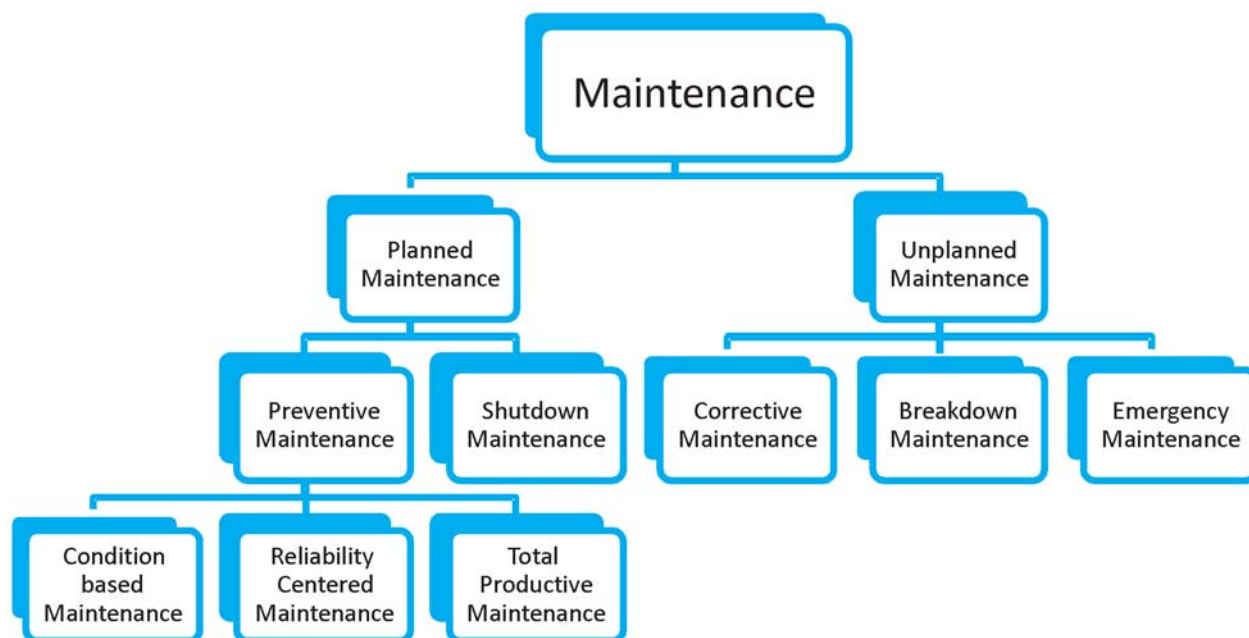 Maintenance
Planned
Maintenance
Unplanned
Maintenance
Preventive
Maintenance
Shutdown
Maintenance
Corrective
Maintenance
Breakdown
Maintenance
Emergency
Maintenance
Condition
based
Maintenance
Reliability
Centered
Maintenance
Total
Productive
Maintenance